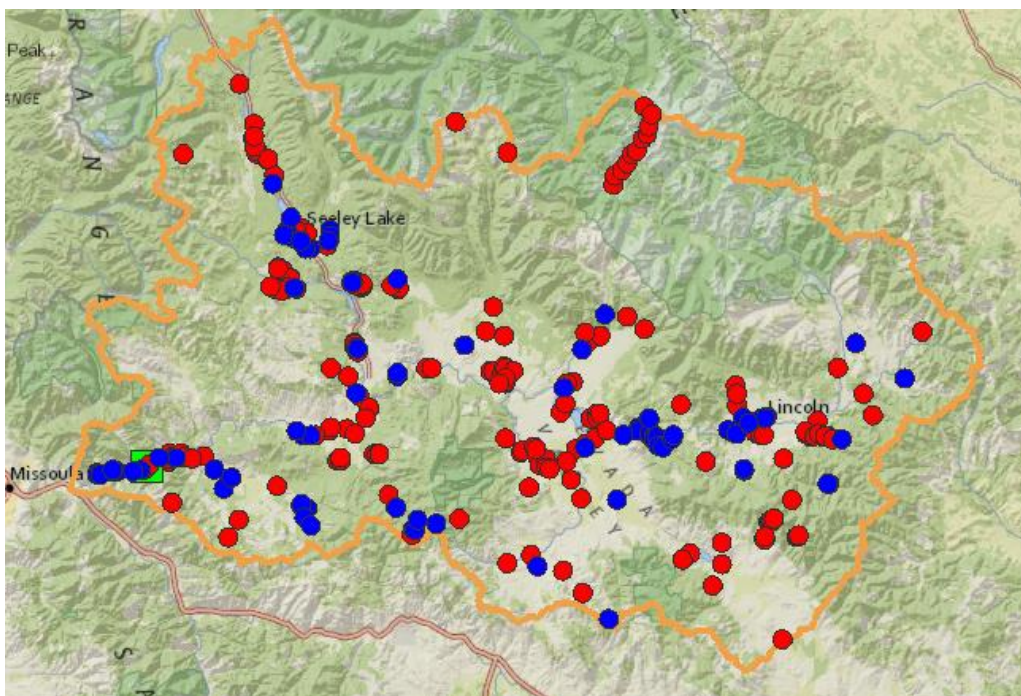 Peak
ANGE
R A N G E
Seeley Lake
Lincoln
Missoula
V
E Y
A D A
S